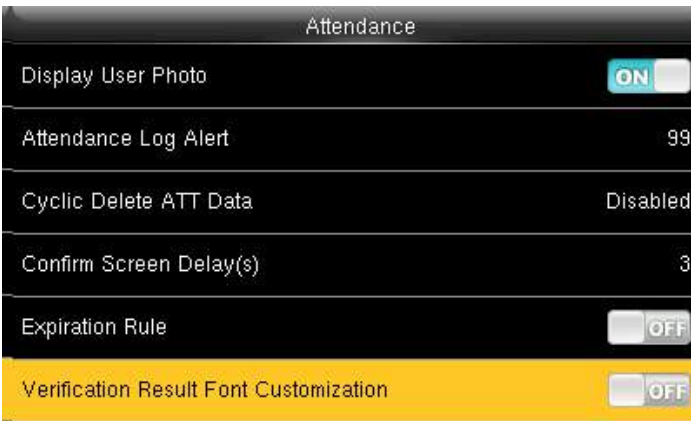 Attendance
Display User Photo ON
Attendance Log Alert 99
Cyclic Delete ATT Data Disabled
Confirm Screen Delay(s) 3
Expiration Rule OFF
Verification Result Font Customization OFF